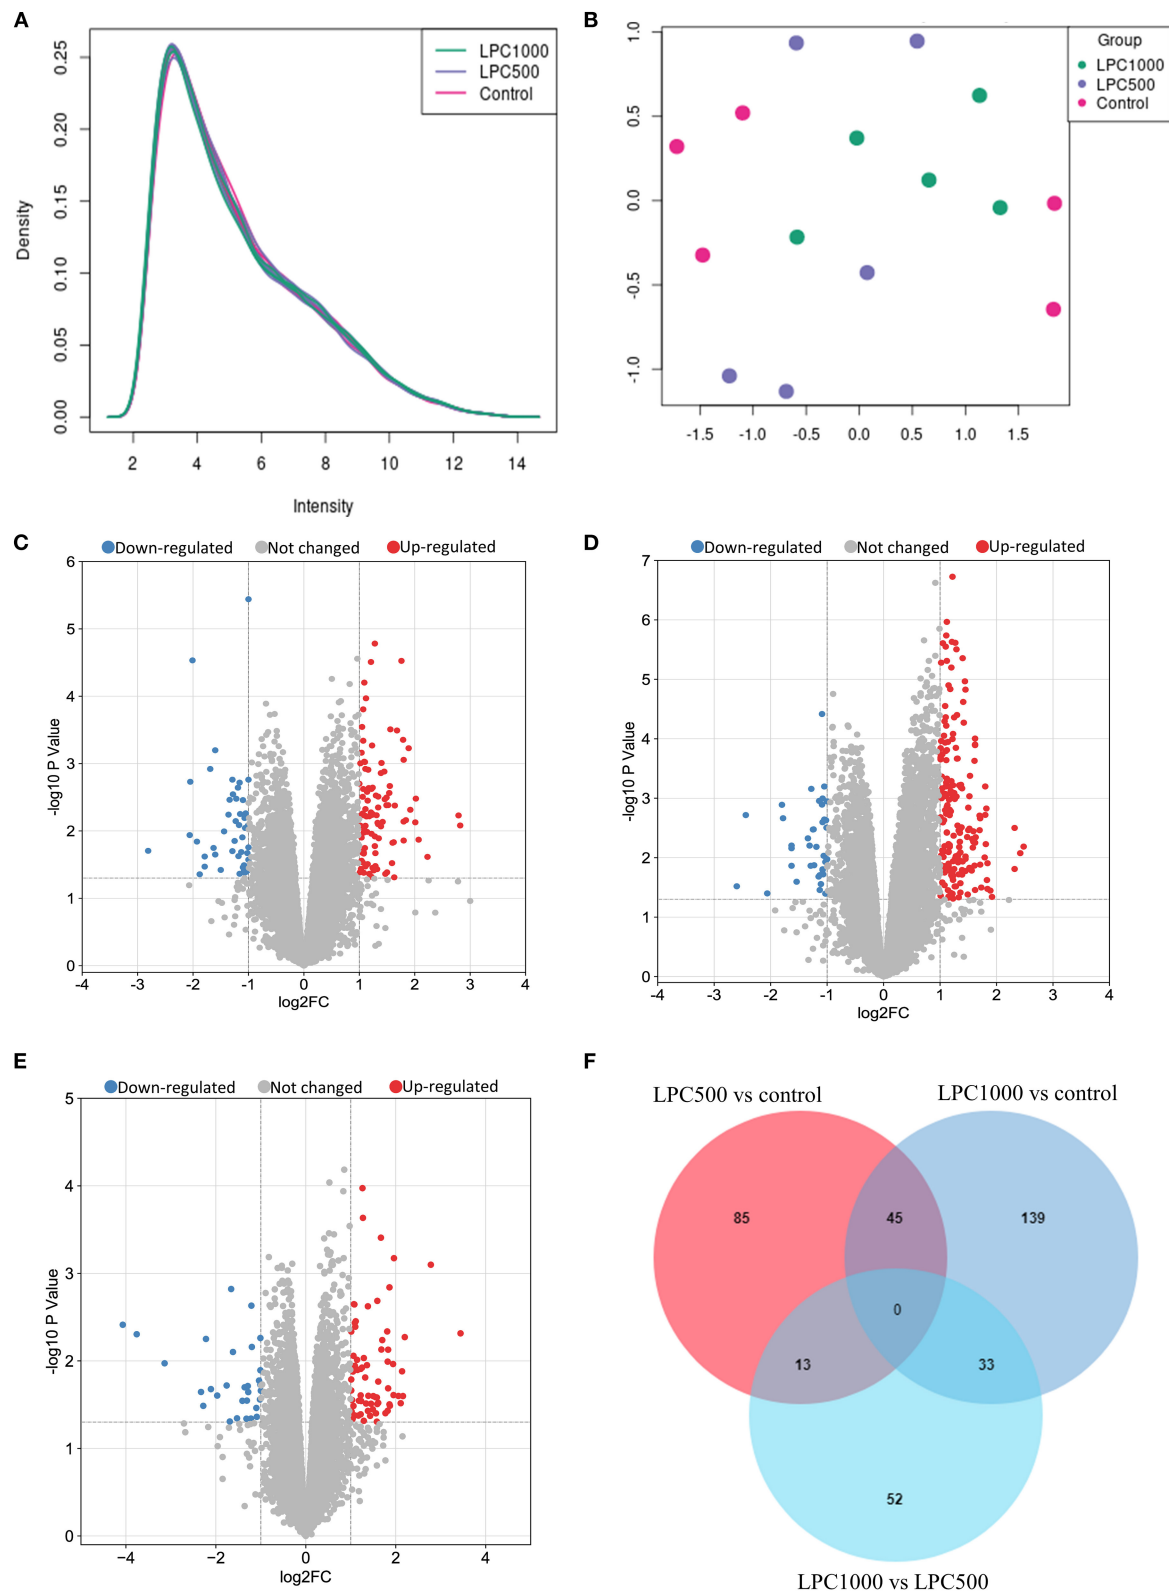 A
LPC1000
LPC500
Control
0.25
0.20
0.15
0.10
0.05
0.00
Density
2 4 6 8 10 12 14
Intensity
B
Group
LPC1000
LPC500
Control
1.0
0.5
0.0
-0.5
-1.0
-1.5 -1.0 -0.5 0.0 0.5 1.0 1.5
C
Down-regulated Not changed Up-regulated
6
5
4
3
2
1
0
-log10 P Value
-4 -3 -2 -1 0 1 2 3 4
log2FC
D
Down-regulated Not changed Up-regulated
7
6
5
4
3
2
1
0
-log10 P Value
-4 -3 -2 -1 0 1 2 3 4
log2FC
E
Down-regulated Not changed Up-regulated
5
4
3
2
1
0
-log10 P Value
−4 −2 0 2 4
log2FC
F
LPC500 vs control LPC1000 vs control
85 45 139
0
13 33
52
LPC1000 vs LPC500